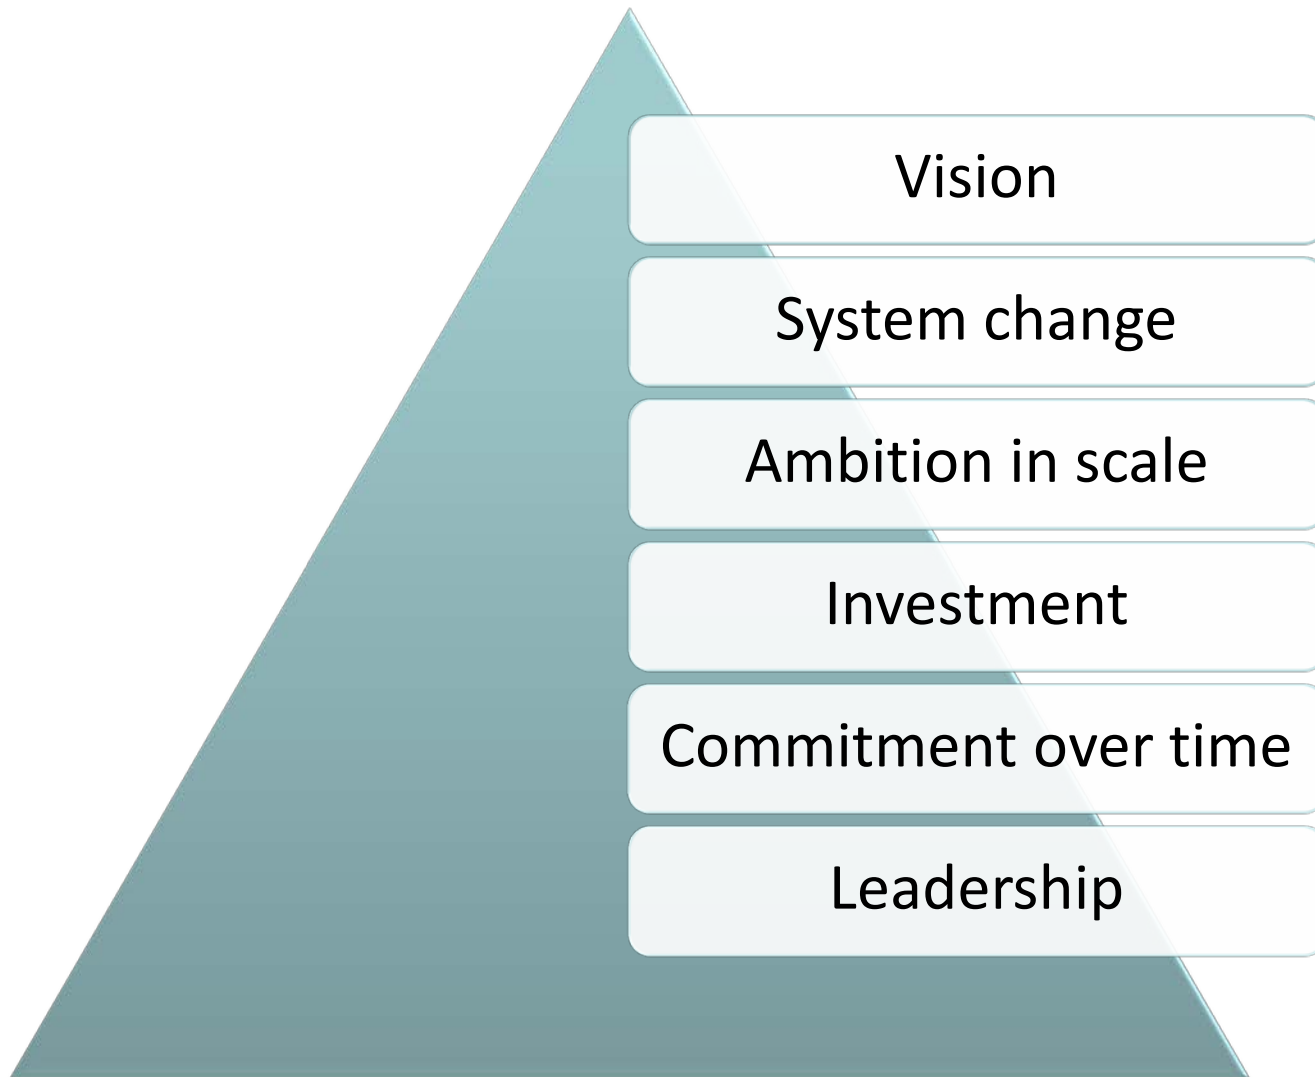 Vision
System change
Ambition in scale
Investment
Commitment over time
Leadership